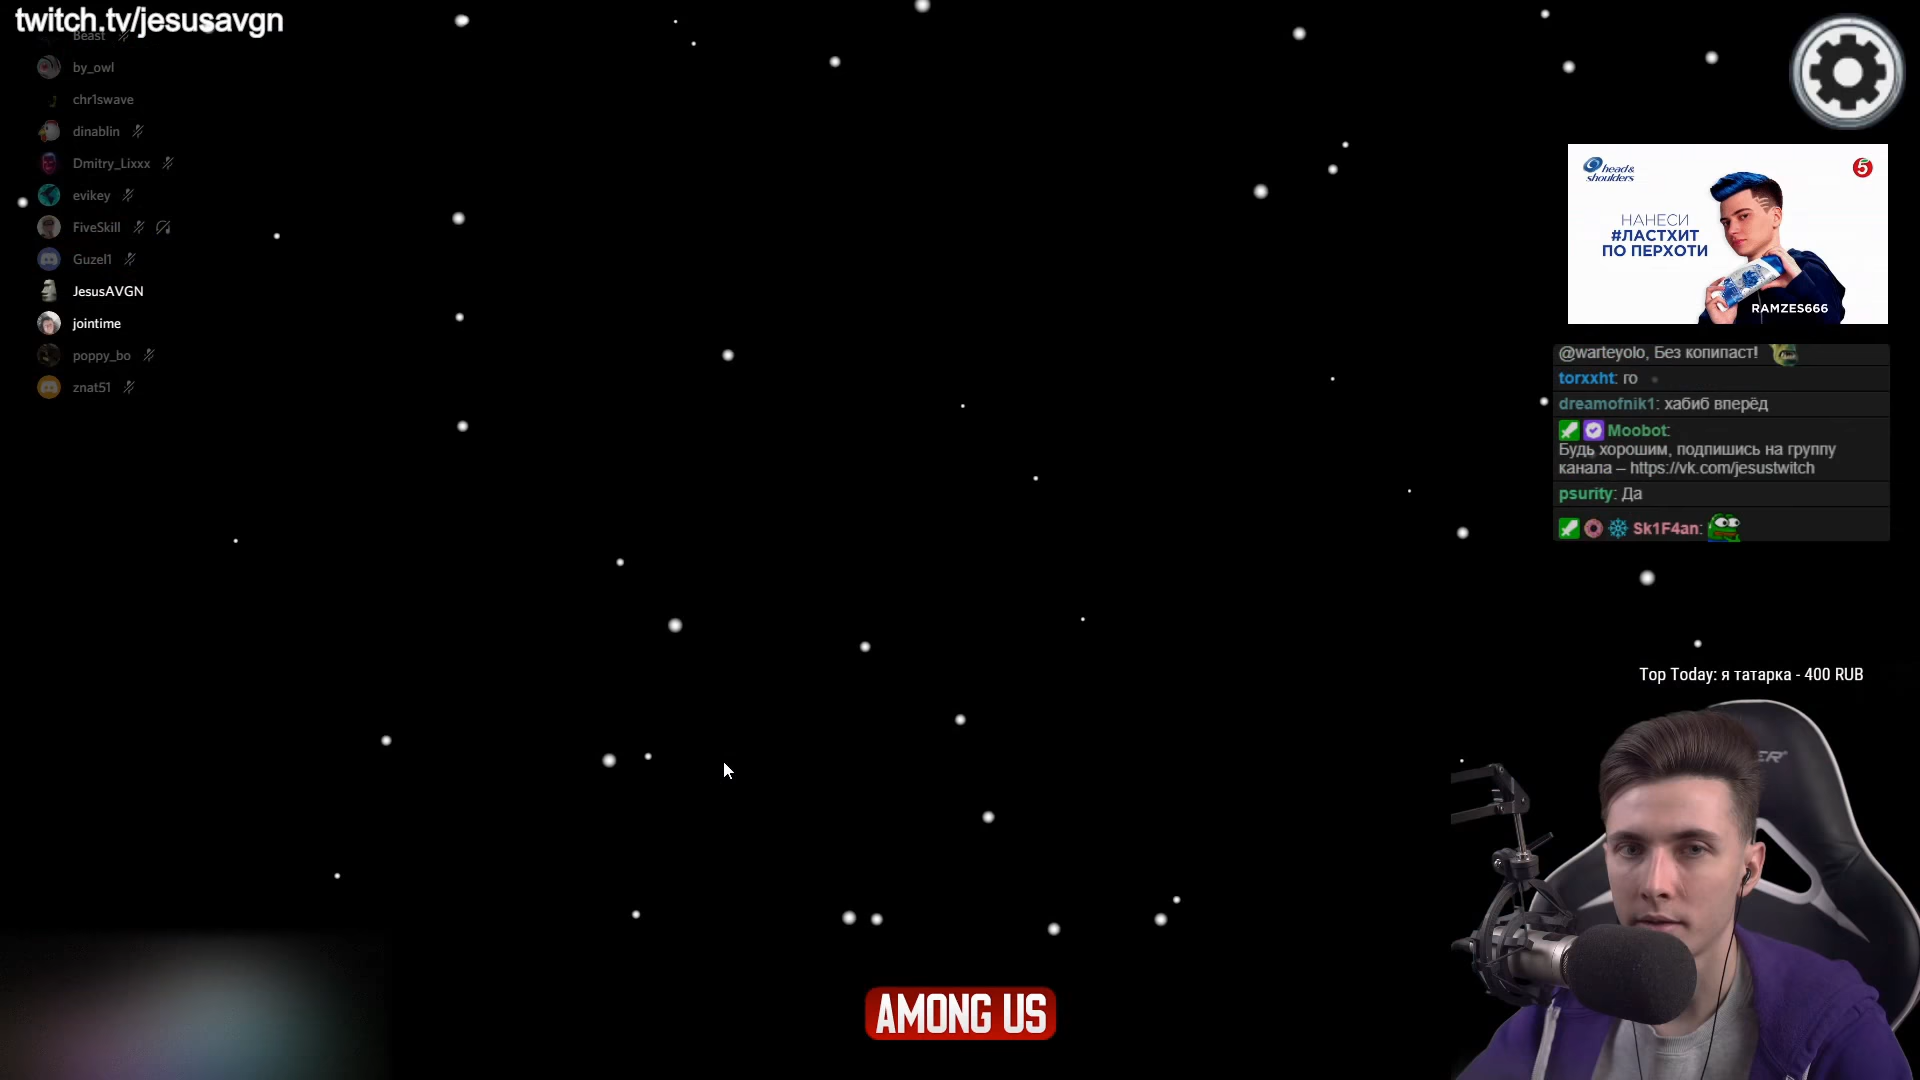 twitch.tv/jesusavgn
Beast
by_owl
chr1swave
dinablin
Dmitry_Lixxx
evikey
FiveSkill
Guzel1
JesusAVGN
jointime
poppy_bo
znat51
head&
shoulders
5
НАНЕСИ
#ЛАСТХИТ
ПО ПЕРХОТИ
RAMZES666
@warteyolo, Без копипаст!
torxxht: го
dreamofnik1: хабиб вперёд
Moobot:
Будь хорошим, подпишись на группу
канала – https://vk.com/jesustwitch
psurity: Да
Sk1F4an:
Top Today: я татарка - 400 RUB
AMONG US